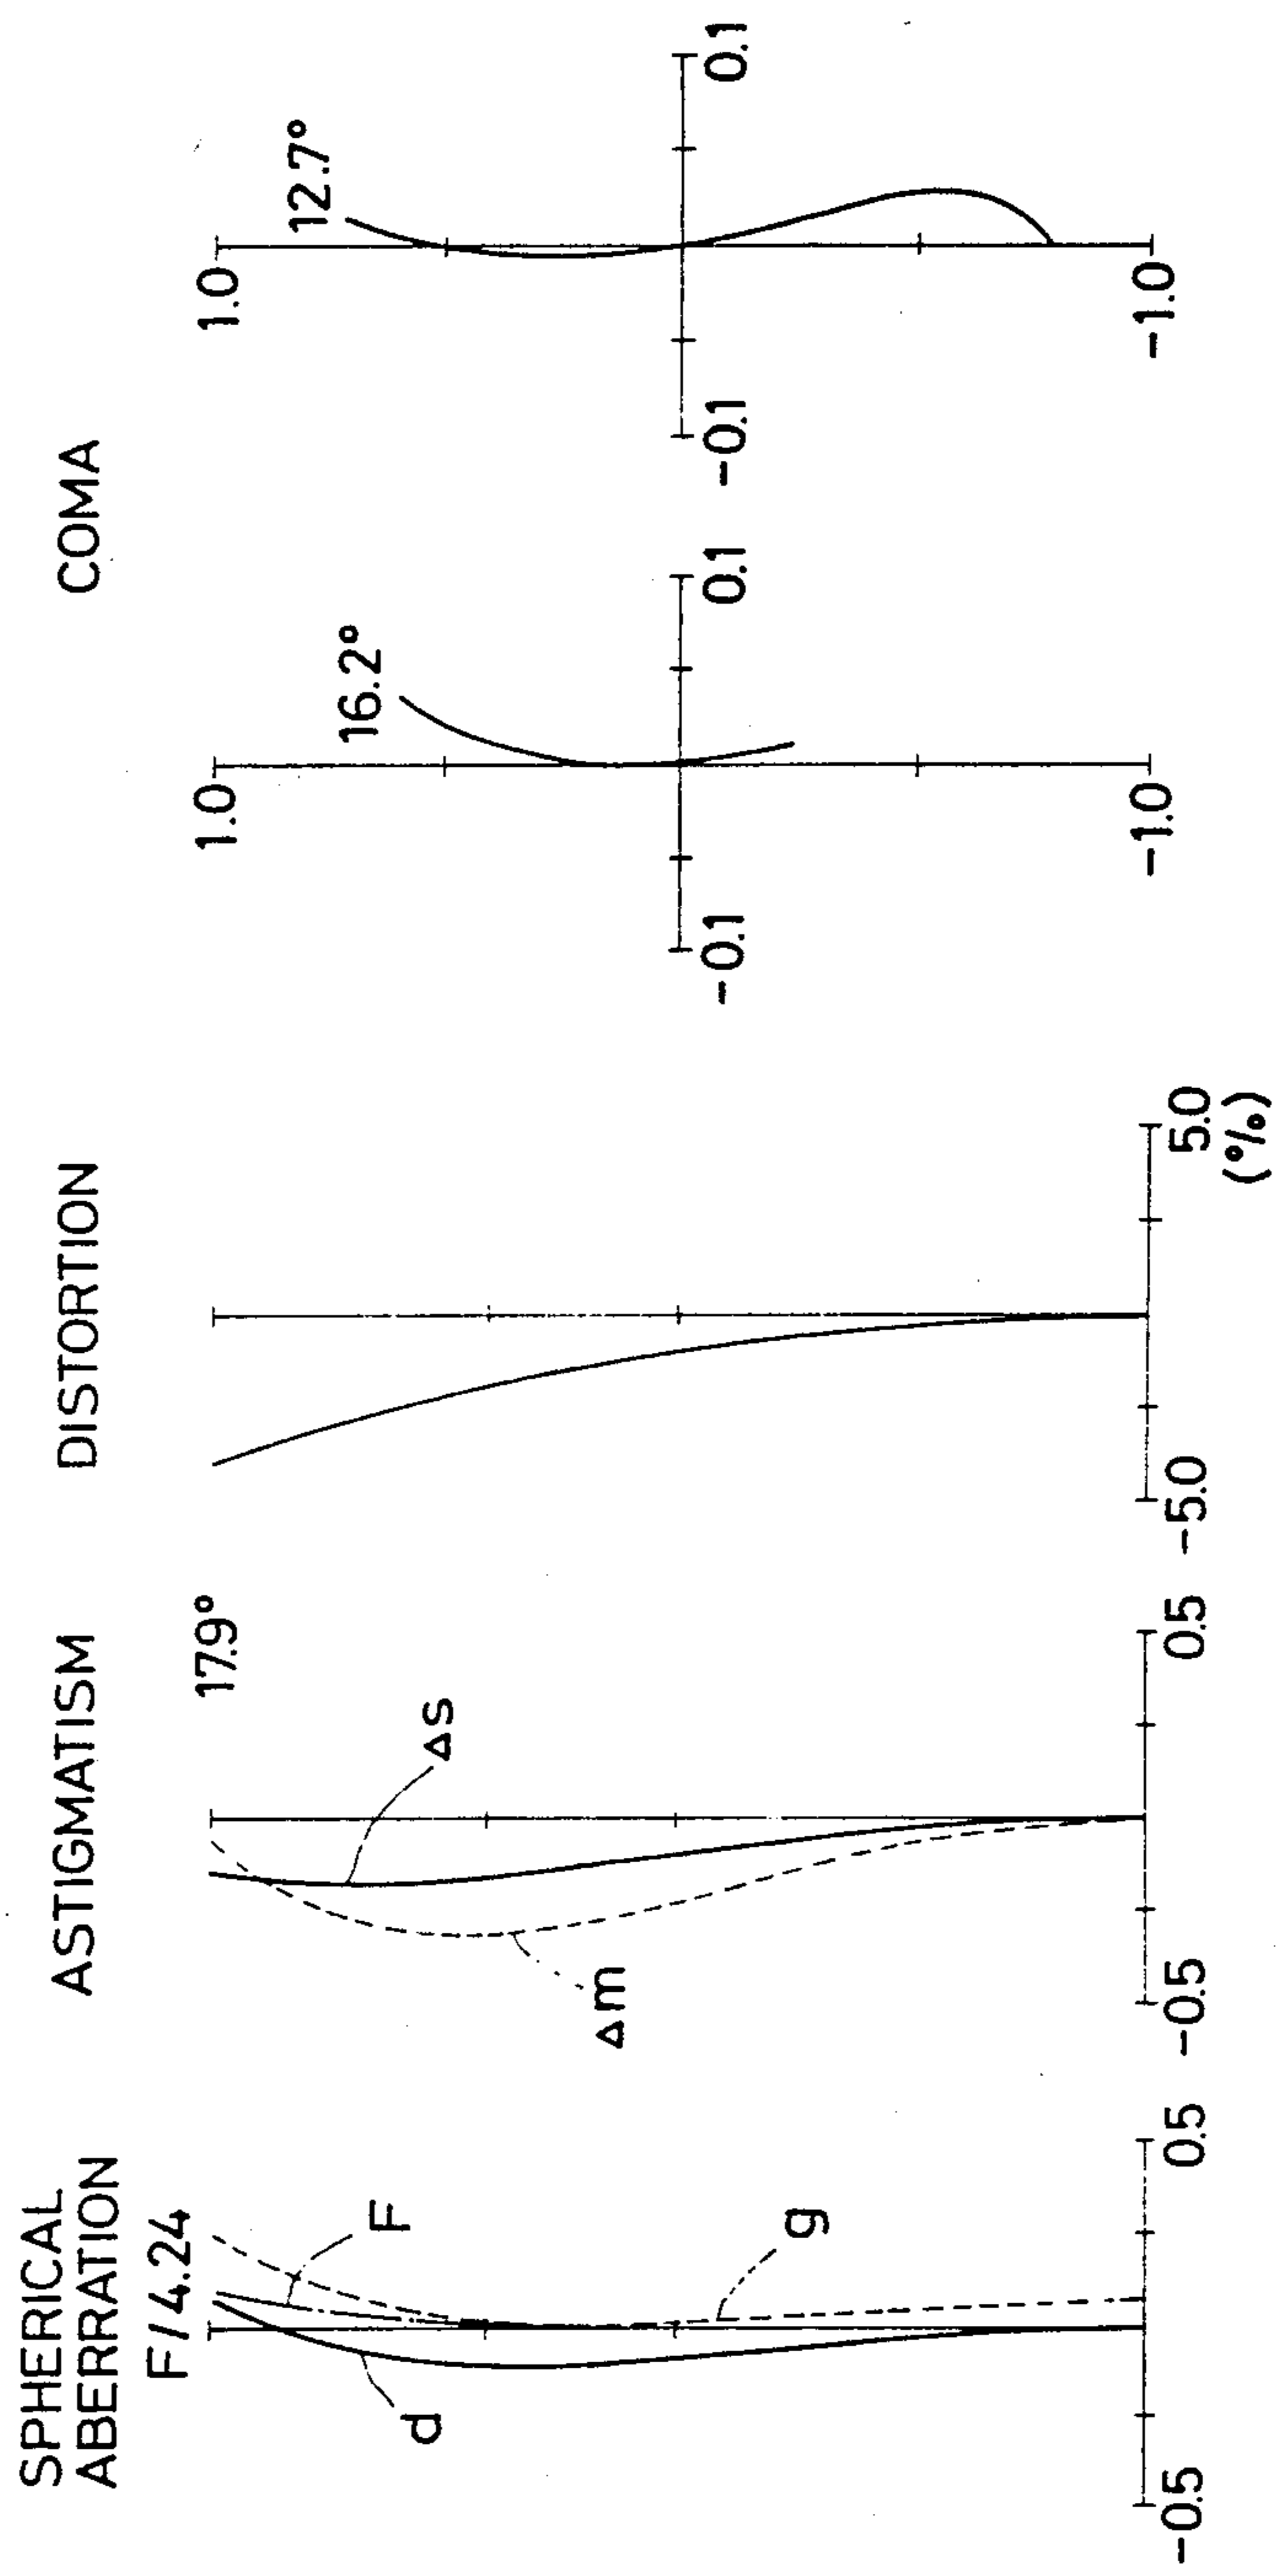 SPHERICAL
ABERRATION
F/4.24
F
d
g
-0.5
0.5
ASTIGMATISM
17.9°
Δs
Δm
-0.5
0.5
DISTORTION
-5.0
5.0
(%)
COMA
1.0
16.2°
-0.1
0.1
-1.0
1.0
12.7°
-0.1
0.1
-1.0